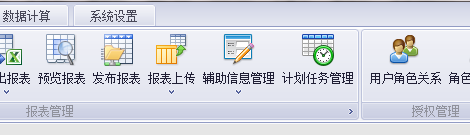 数据计算 系统设置
出报表 预览报表 发布报表 报表上传 辅助信息管理 计划任务管理 用户角色关系 角色
报表管理 授权管理